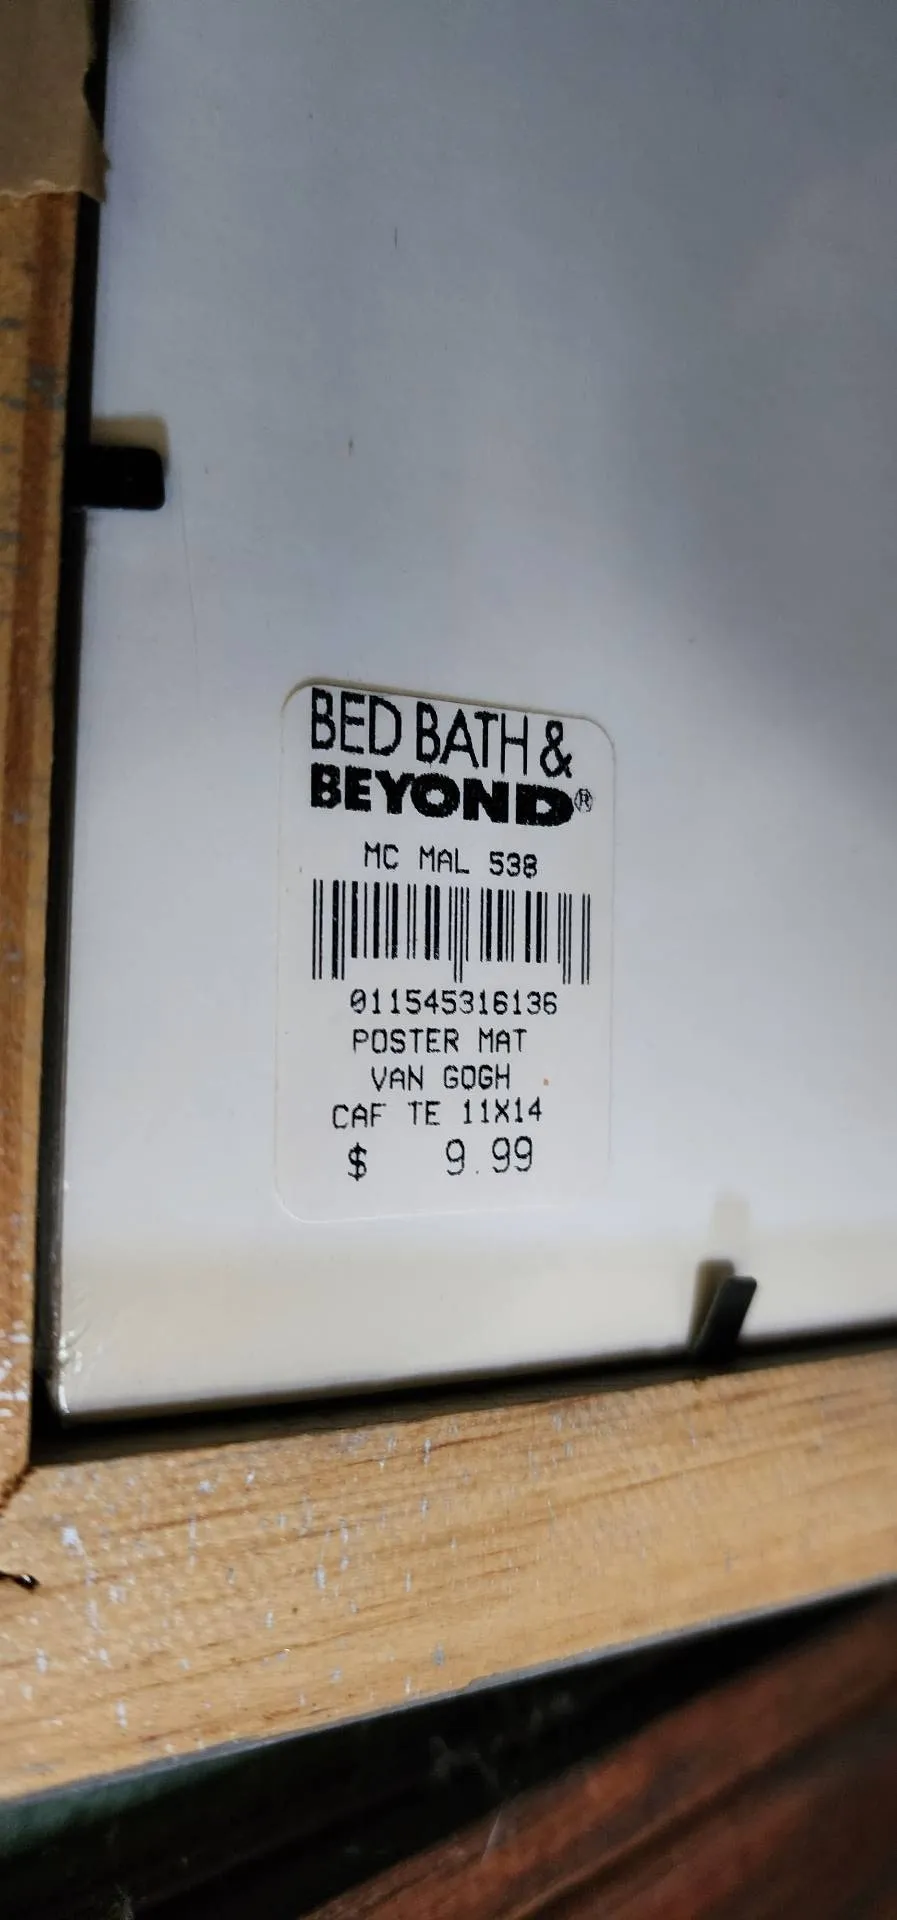 BED BATH &
BEYOND®
MC MAL 538
011545316136
POSTER MAT
VAN GOGH
CAF TE 11X14
$ 9.99